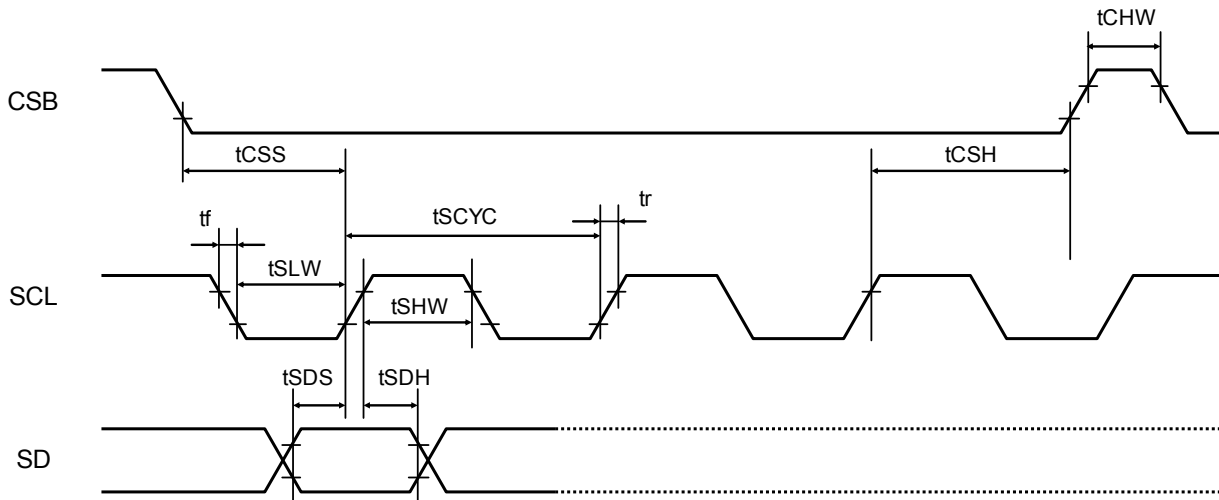 tCHW
CSB
tCSS
tCSH
tf
tSCYC
tr
tSLW
SCL
tSHW
tSDS
tSDH
SD